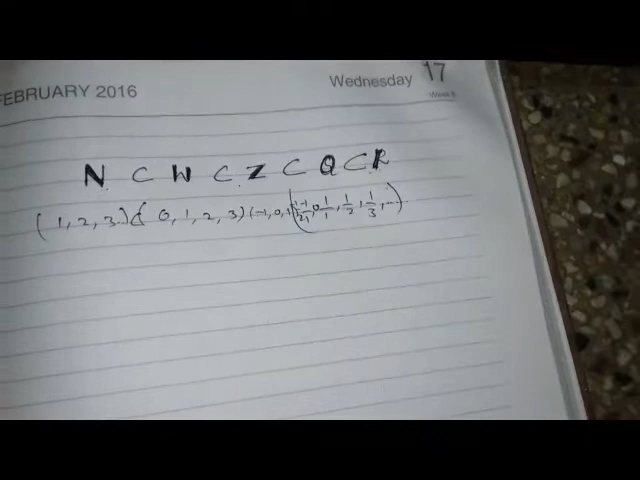 FEBRUARY 2016
Wednesday 17
N ⊂ W ⊂ Z ⊂ Q ⊂ R
(1, 2, 3..) ( 0, 1, 2, 3) (-1, 0, 1 ( , 0, 1/1, 1/2, 1/3, ...)